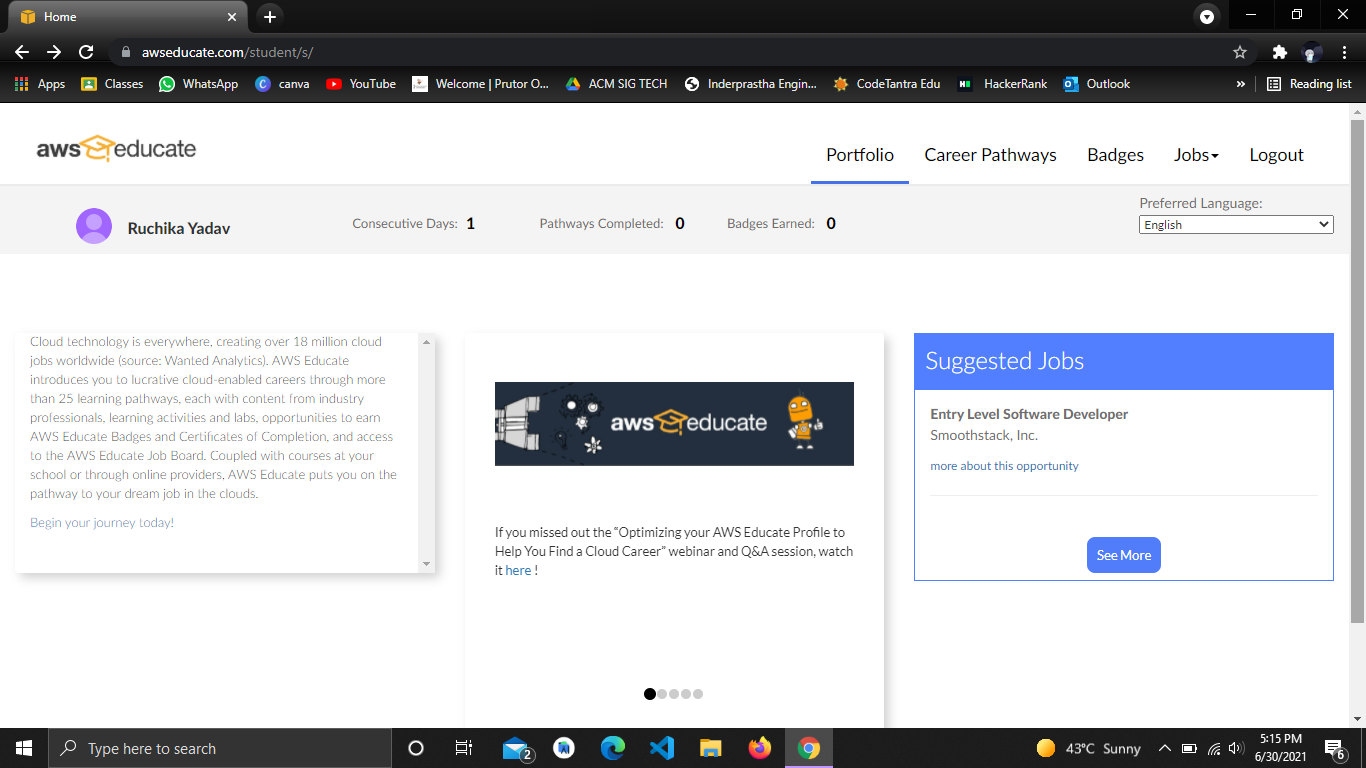 Home
awseducate.com/student/s/
Apps
Classes
WhatsApp
canva
YouTube
Welcome | Prutor O...
ACM SIG TECH
Inderprastha Engin...
CodeTantra Edu
HackerRank
Outlook
»
Reading list
aws educate
Portfolio
Career Pathways
Badges
Jobs
Logout
Ruchika Yadav
Consecutive Days: 1
Pathways Completed: 0
Badges Earned: 0
Preferred Language:
English
Cloud technology is everywhere, creating over 18 million cloud
jobs worldwide (source: Wanted Analytics). AWS Educate
introduces you to lucrative cloud-enabled careers through more
than 25 learning pathways, each with content from industry
professionals, learning activities and labs, opportunities to earn
AWS Educate Badges and Certificates of Completion, and access
to the AWS Educate Job Board. Coupled with courses at your
school or through online providers, AWS Educate puts you on the
pathway to your dream job in the clouds.
Begin your journey today!
aws educate
If you missed out the “Optimizing your AWS Educate Profile to
Help You Find a Cloud Career” webinar and Q&A session, watch
it here !
Suggested Jobs
Entry Level Software Developer
Smoothstack, Inc.
more about this opportunity
See More
Type here to search
2
43°C Sunny
5:15 PM
6/30/2021
6